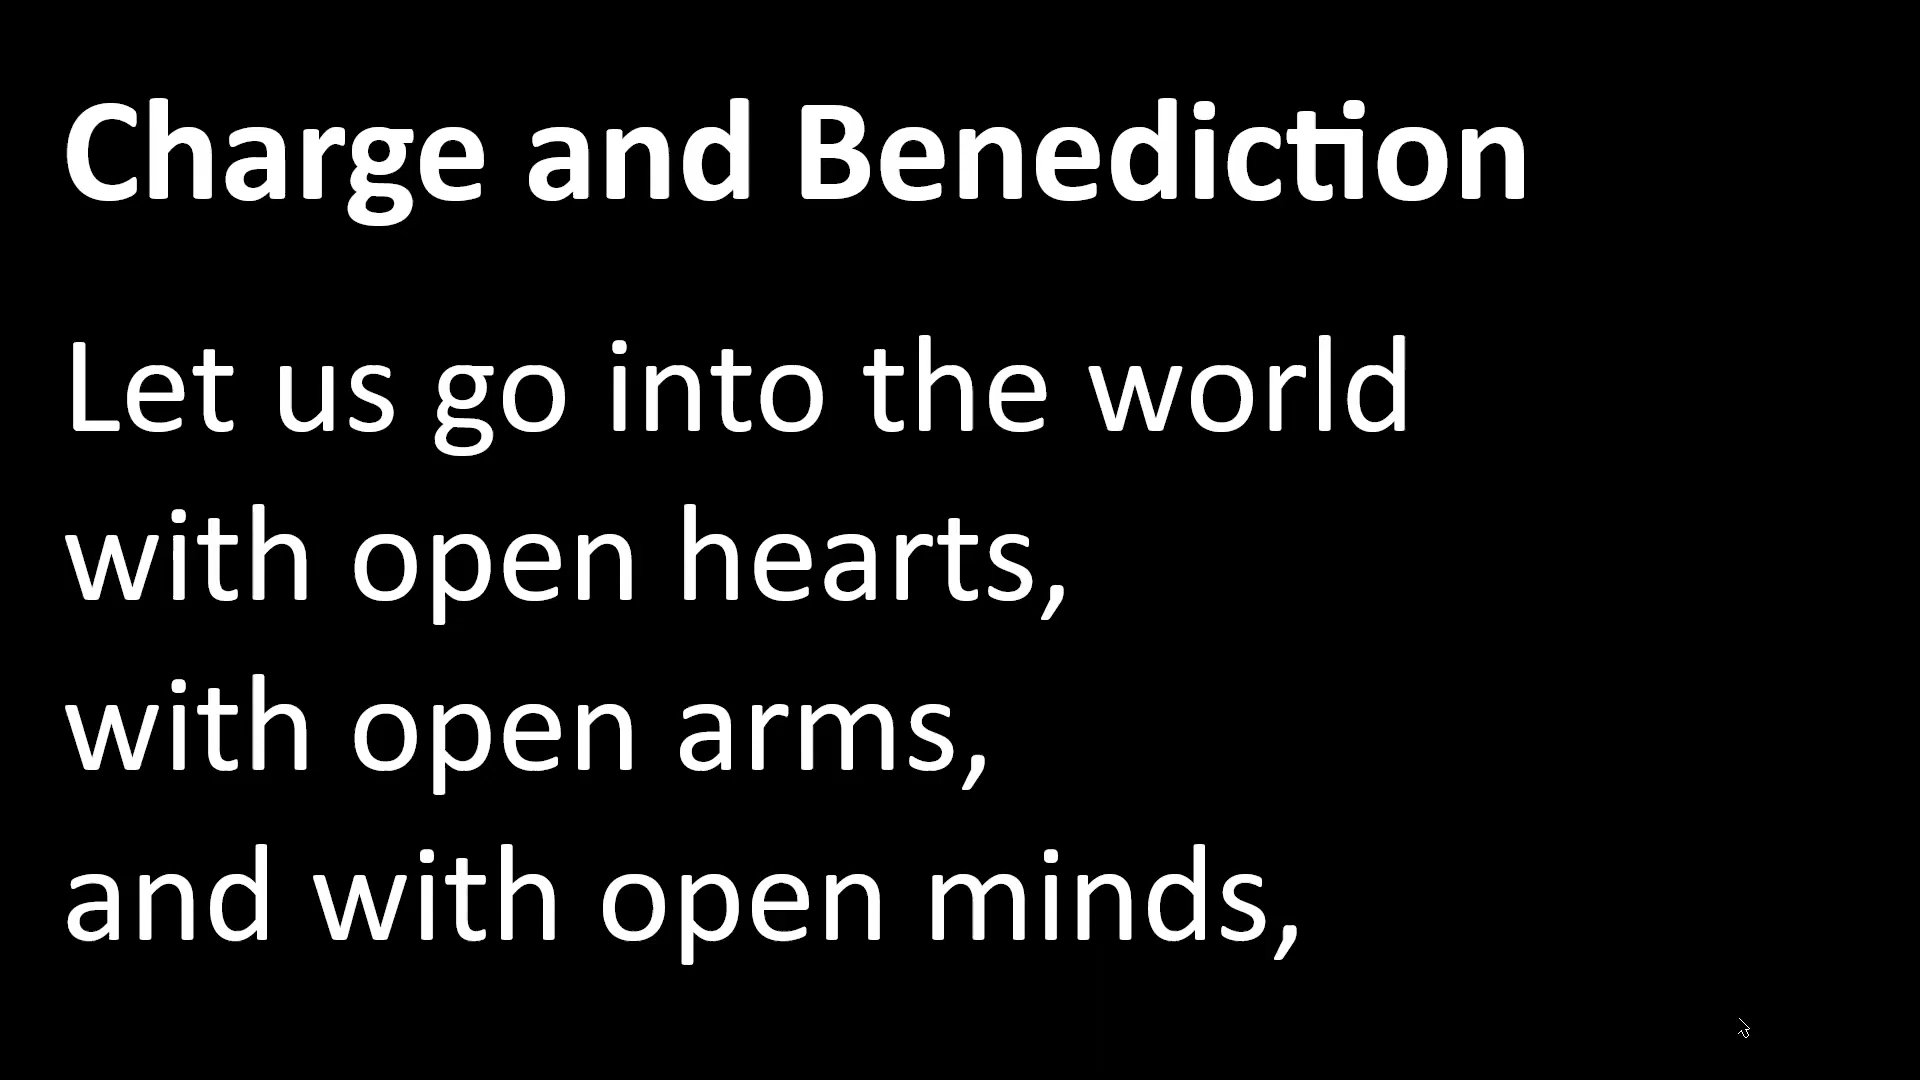 Charge and Benediction
Let us go into the world
with open hearts,
with open arms,
and with open minds,